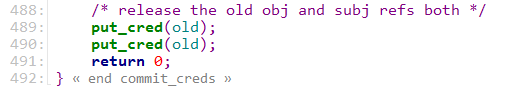 488: /* release the old obj and subj refs both */
489: put_cred(old);
490: put_cred(old);
491: return 0;
492: } « end commit_creds »